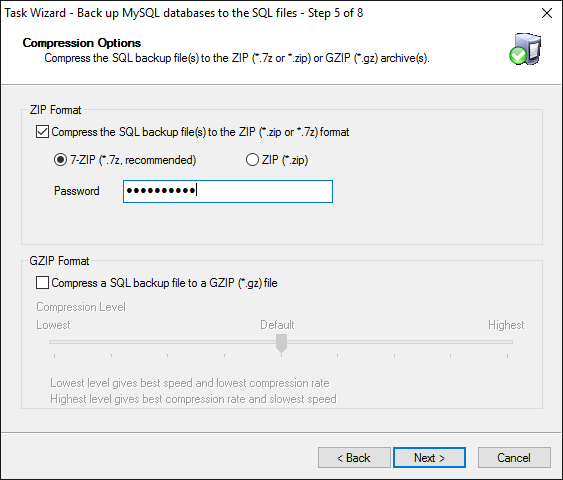 Task Wizard - Back up MySQL databases to the SQL files - Step 5 of 8
Compression Options
Compress the SQL backup file(s) to the ZIP (*.7z or *.zip) or GZIP (*.gz) archive(s).
ZIP Format
Compress the SQL backup file(s) to the ZIP (*.zip or *.7z) format
7-ZIP (*.7z, recommended) ZIP (*.zip)
Password ●●●●●●●●●●
GZIP Format
Compress a SQL backup file to a GZIP (*.gz) file
Compression Level
Lowest Default Highest
Lowest level gives best speed and lowest compression rate
Highest level gives best compression rate and slowest speed
< Back Next > Cancel